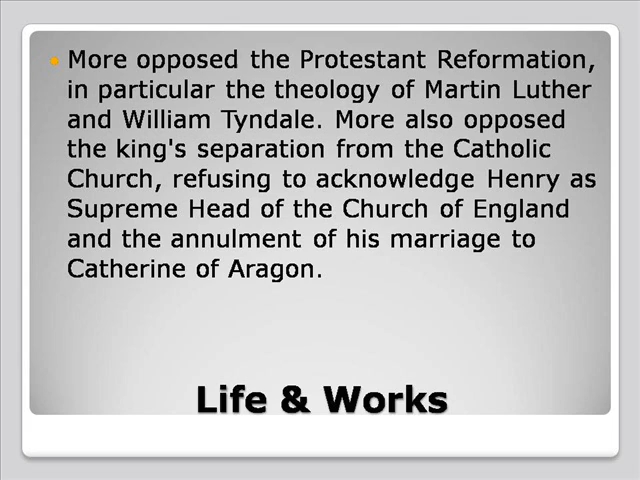 • More opposed the Protestant Reformation,
in particular the theology of Martin Luther
and William Tyndale. More also opposed
the king's separation from the Catholic
Church, refusing to acknowledge Henry as
Supreme Head of the Church of England
and the annulment of his marriage to
Catherine of Aragon.
Life & Works